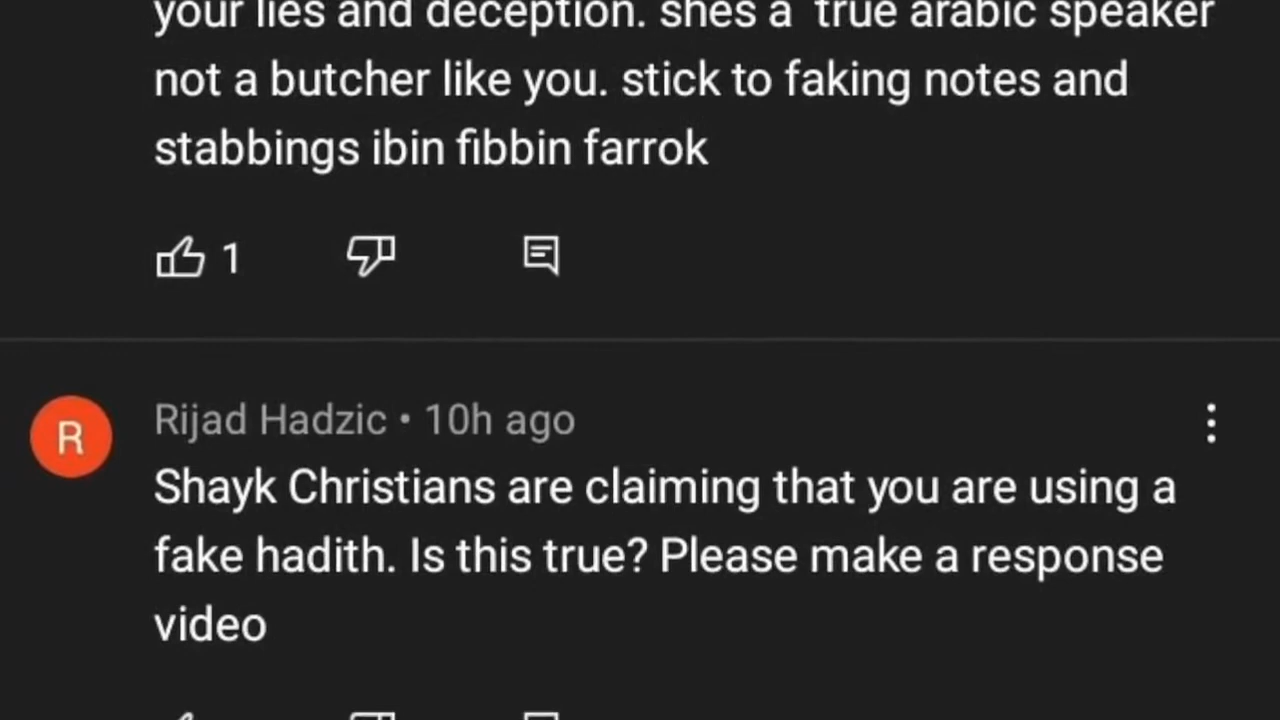 your lies and deception. shes a  true arabic speaker
not a butcher like you. stick to faking notes and
stabbings ibin fibbin farrok
1
R
Rijad Hadzic • 10h ago
Shayk Christians are claiming that you are using a
fake hadith. Is this true? Please make a response
video